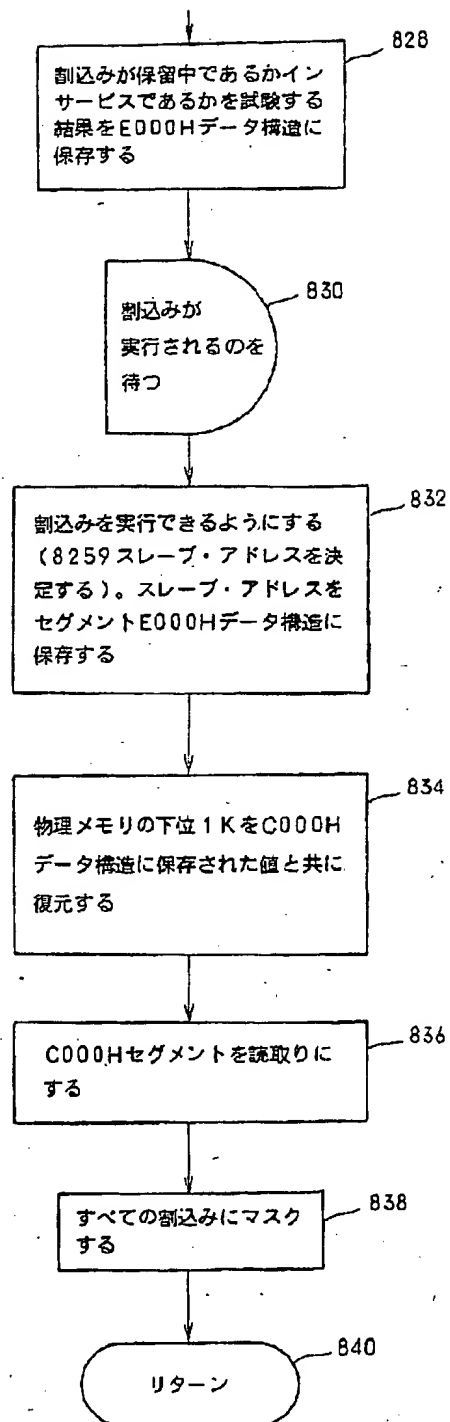 828
割込みが保留中であるかイン
サービスであるかを試験する
結果をE000Hデータ構造に
保存する
830
割込みが
実行されるのを
待つ
832
割込みを実行できるようにする
(8259スレーブ・アドレスを決
定する)。スレーブ・アドレスを
セグメントE000Hデータ構造に
保存する
834
物理メモリの下位1KをC000H
データ構造に保存された値と共に
復元する
836
C000Hセグメントを読取りに
する
838
すべての割込みにマスク
する
840
リターン